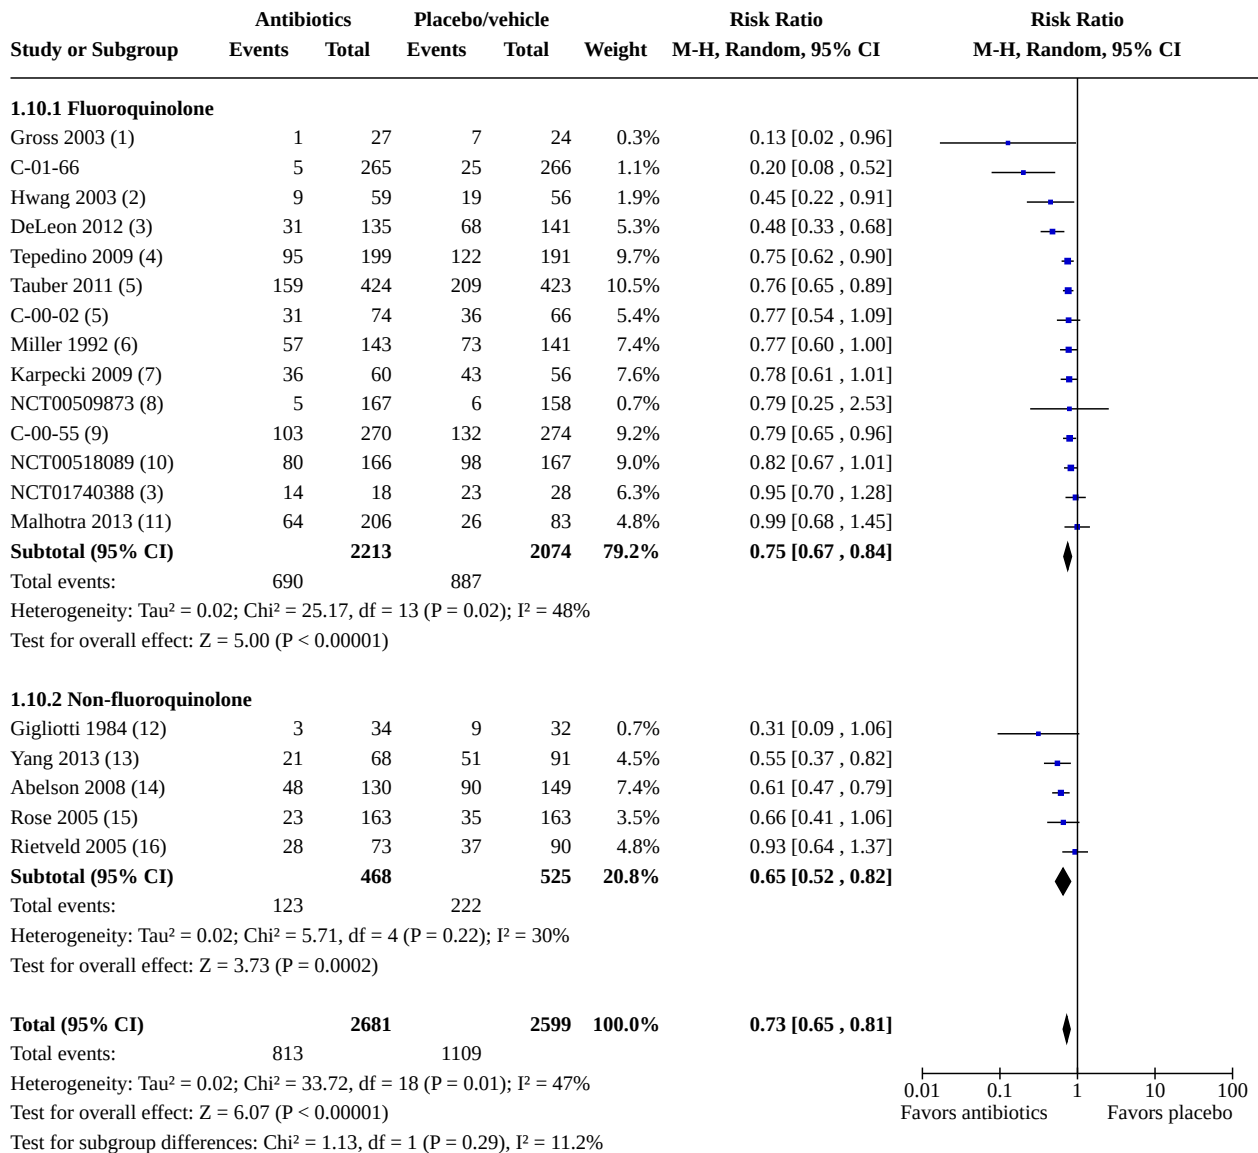 Antibiotics Placebo/vehicle Risk Ratio Risk Ratio
Study or Subgroup Events Total Events Total Weight M-H, Random, 95% CI M-H, Random, 95% CI
1.10.1 Fluoroquinolone
Gross 2003 (1) 1 27 7 24 0.3% 0.13 [0.02 , 0.96]
C-01-66 5 265 25 266 1.1% 0.20 [0.08 , 0.52]
Hwang 2003 (2) 9 59 19 56 1.9% 0.45 [0.22 , 0.91]
DeLeon 2012 (3) 31 135 68 141 5.3% 0.48 [0.33 , 0.68]
Tepedino 2009 (4) 95 199 122 191 9.7% 0.75 [0.62 , 0.90]
Tauber 2011 (5) 159 424 209 423 10.5% 0.76 [0.65 , 0.89]
C-00-02 (5) 31 74 36 66 5.4% 0.77 [0.54 , 1.09]
Miller 1992 (6) 57 143 73 141 7.4% 0.77 [0.60 , 1.00]
Karpecki 2009 (7) 36 60 43 56 7.6% 0.78 [0.61 , 1.01]
NCT00509873 (8) 5 167 6 158 0.7% 0.79 [0.25 , 2.53]
C-00-55 (9) 103 270 132 274 9.2% 0.79 [0.65 , 0.96]
NCT00518089 (10) 80 166 98 167 9.0% 0.82 [0.67 , 1.01]
NCT01740388 (3) 14 18 23 28 6.3% 0.95 [0.70 , 1.28]
Malhotra 2013 (11) 64 206 26 83 4.8% 0.99 [0.68 , 1.45]
Subtotal (95% CI) 2213 2074 79.2% 0.75 [0.67 , 0.84]
Total events: 690 887
Heterogeneity: Tau² = 0.02; Chi² = 25.17, df = 13 (P = 0.02); I² = 48%
Test for overall effect: Z = 5.00 (P < 0.00001)
1.10.2 Non-fluoroquinolone
Gigliotti 1984 (12) 3 34 9 32 0.7% 0.31 [0.09 , 1.06]
Yang 2013 (13) 21 68 51 91 4.5% 0.55 [0.37 , 0.82]
Abelson 2008 (14) 48 130 90 149 7.4% 0.61 [0.47 , 0.79]
Rose 2005 (15) 23 163 35 163 3.5% 0.66 [0.41 , 1.06]
Rietveld 2005 (16) 28 73 37 90 4.8% 0.93 [0.64 , 1.37]
Subtotal (95% CI) 468 525 20.8% 0.65 [0.52 , 0.82]
Total events: 123 222
Heterogeneity: Tau² = 0.02; Chi² = 5.71, df = 4 (P = 0.22); I² = 30%
Test for overall effect: Z = 3.73 (P = 0.0002)
Total (95% CI) 2681 2599 100.0% 0.73 [0.65 , 0.81]
Total events: 813 1109
Heterogeneity: Tau² = 0.02; Chi² = 33.72, df = 18 (P = 0.01); I² = 47%
0.01 0.1 1 10 100
Test for overall effect: Z = 6.07 (P < 0.00001) Favors antibiotics Favors placebo
Test for subgroup differences: Chi² = 1.13, df = 1 (P = 0.29), I² = 11.2%